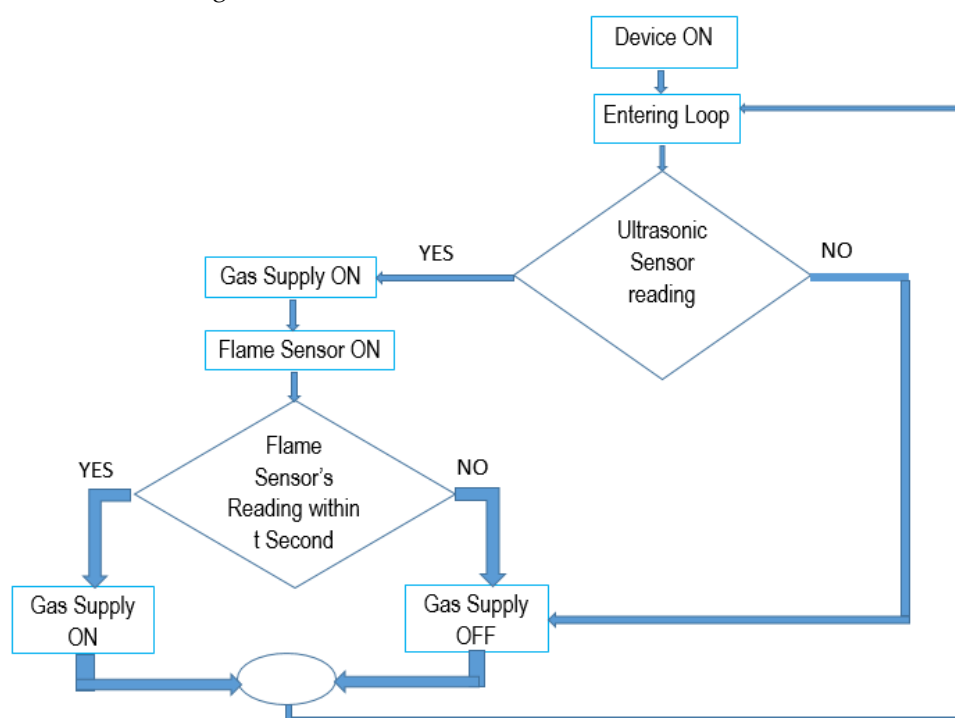 Device ON
Entering Loop
Ultrasonic
Sensor
reading
YES
NO
Gas Supply ON
Flame Sensor ON
Flame
Sensor's
Reading within
t Second
YES
NO
Gas Supply
ON
Gas Supply
OFF